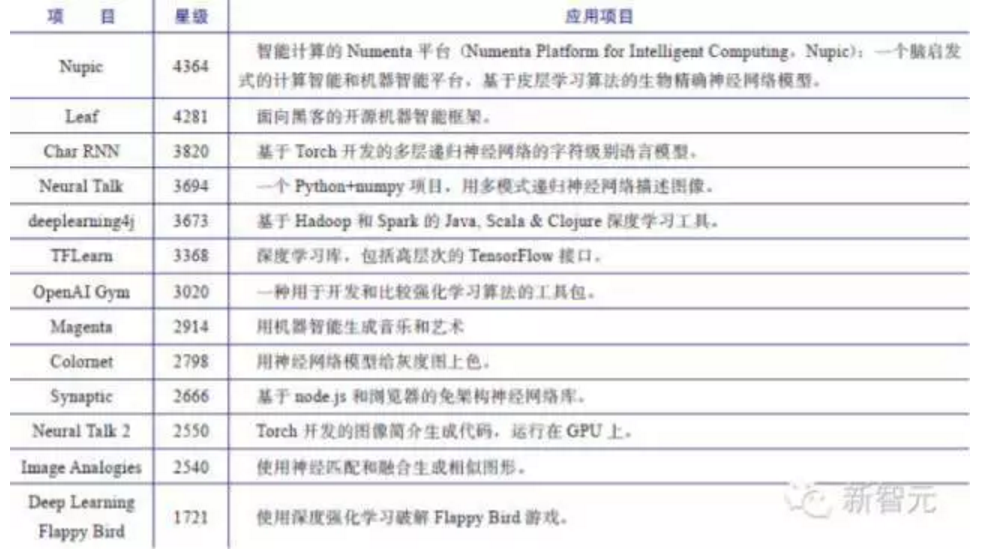 项 目 星级 应用项目
Nupic 4364 智能计算的 Numenta 平台（Numenta Platform for Intelligent Computing，Nupic）：一个脑启发
式的计算智能和机器智能平台，基于皮层学习算法的生物精确神经网络模型。
Leaf 4281 面向黑客的开源机器智能框架。
Char RNN 3820 基于 Torch 开发的多层递归神经网络的字符级别语言模型。
Neural Talk 3694 一个 Python+numpy 项目，用多模式递归神经网络描述图像。
deeplearning4j 3673 基于 Hadoop 和 Spark 的 Java, Scala & Clojure 深度学习工具。
TFLearn 3368 深度学习库，包括高层次的 TensorFlow 接口。
OpenAI Gym 3020 一种用于开发和比较强化学习算法的工具包。
Magenta 2914 用机器智能生成音乐和艺术
Colornet 2798 用神经网络模型给灰度图上色。
Synaptic 2666 基于 node.js 和浏览器的免架构神经网络库。
Neural Talk 2 2550 Torch 开发的图像简介生成代码，运行在 GPU 上。
Image Analogies 2540 使用神经匹配和融合生成相似图形。
Deep Learning
Flappy Bird 1721 使用深度强化学习破解 Flappy Bird 游戏。
新智元